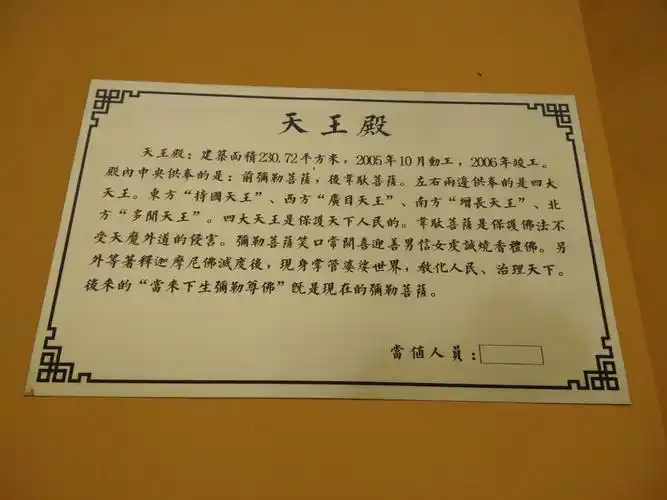 天王殿
天王殿：建築面積230.72平方米，2005年10月動工，2006年竣工。
殿內中央供奉的是：前彌勒菩薩，後韋馱菩薩。左右兩邊供奉的是四大
天王。東方“持國天王”、西方“廣目天王”、南方“增長天王”、北
方“多聞天王”。四大天王是保護天下人民的。韋馱菩薩是保護佛法不
受天魔外道的侵害。彌勒菩薩笑口常開喜迎善男信女虔誠燒香禮佛。另
外等著釋迦摩尼佛滅度後，現身掌管婆娑世界，教化人民、治理天下。
後來的“當來下生彌勒尊佛”既是現在的彌勒菩薩。
當值人員：